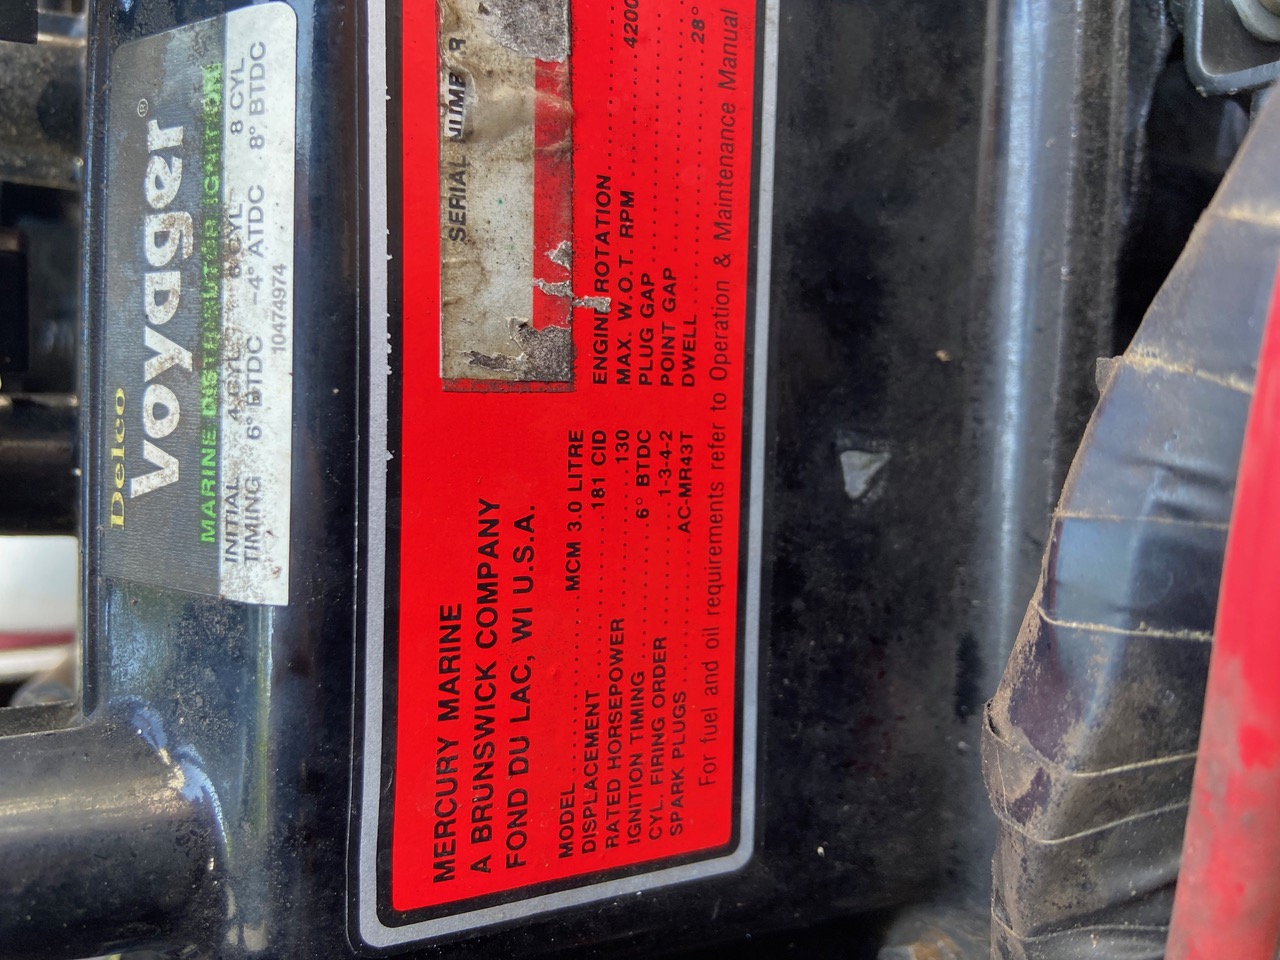 Delco
Voyager®
MARINE DISTRIBUTOR IGNITION
INITIAL 4 CYL 6 CYL 8 CYL
TIMING 6° BTDC -4° ATDC 8° BTDC
10474974
MERCURY MARINE
A BRUNSWICK COMPANY
FOND DU LAC, WI U.S.A.
SERIAL NUMBER
MODEL MCM 3.0 LITRE
DISPLACEMENT 181 CID
RATED HORSEPOWER 130
IGNITION TIMING 6° BTDC
CYL. FIRING ORDER 1-3-4-2
SPARK PLUGS AC-MR43T
ENGINE ROTATION
MAX. W.O.T. RPM 4200
PLUG GAP
POINT GAP
DWELL 28°
For fuel and oil requirements refer to Operation & Maintenance Manual